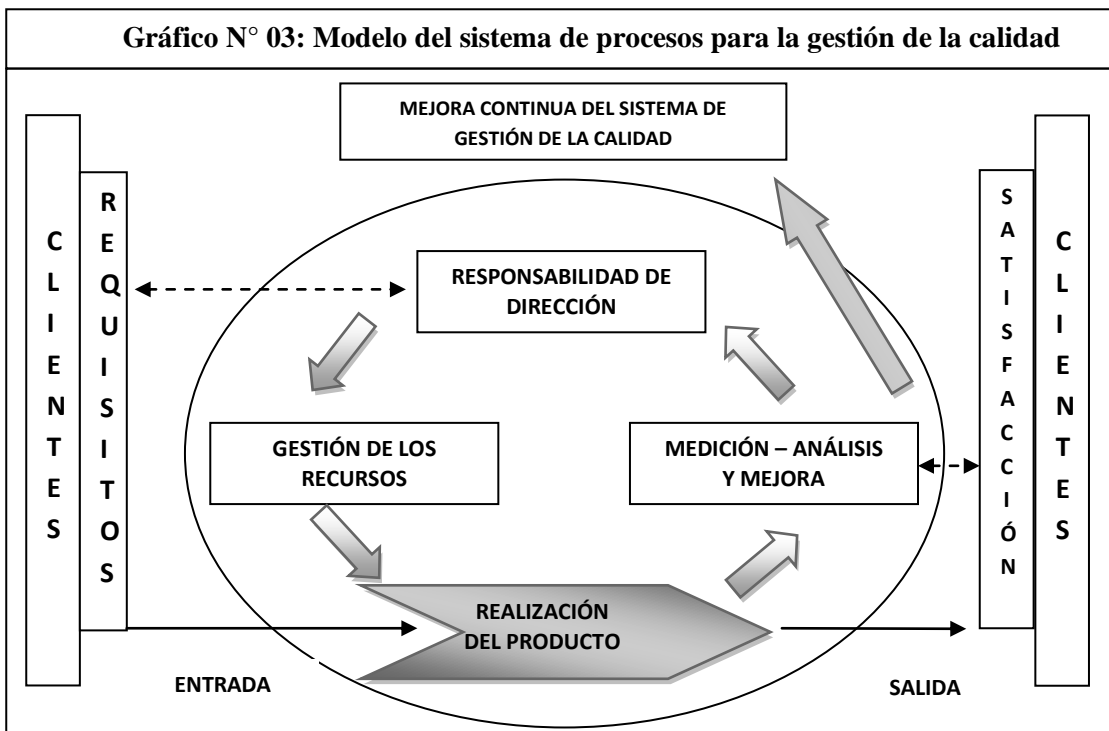 Gráfico N° 03: Modelo del sistema de procesos para la gestión de la calidad
MEJORA CONTINUA DEL SISTEMA DE
GESTIÓN DE LA CALIDAD
CLIENTES
REQUISITOS
RESPONSABILIDAD DE
DIRECCIÓN
GESTIÓN DE LOS
RECURSOS
MEDICIÓN – ANÁLISIS
Y MEJORA
REALIZACIÓN
DEL PRODUCTO
ENTRADA
SALIDA
SATISFACCIÓN
CLIENTES